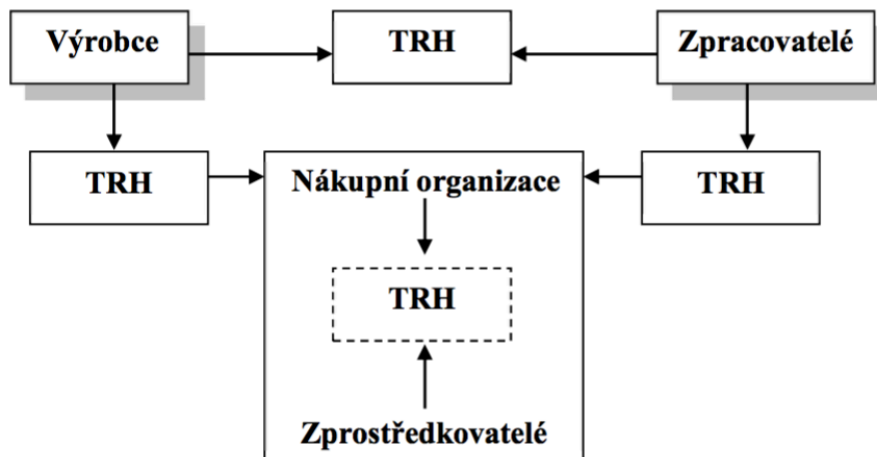 Výrobce
TRH
Zpracovatelé
TRH
Nákupní organizace
TRH
TRH
Zprostředkovatelé